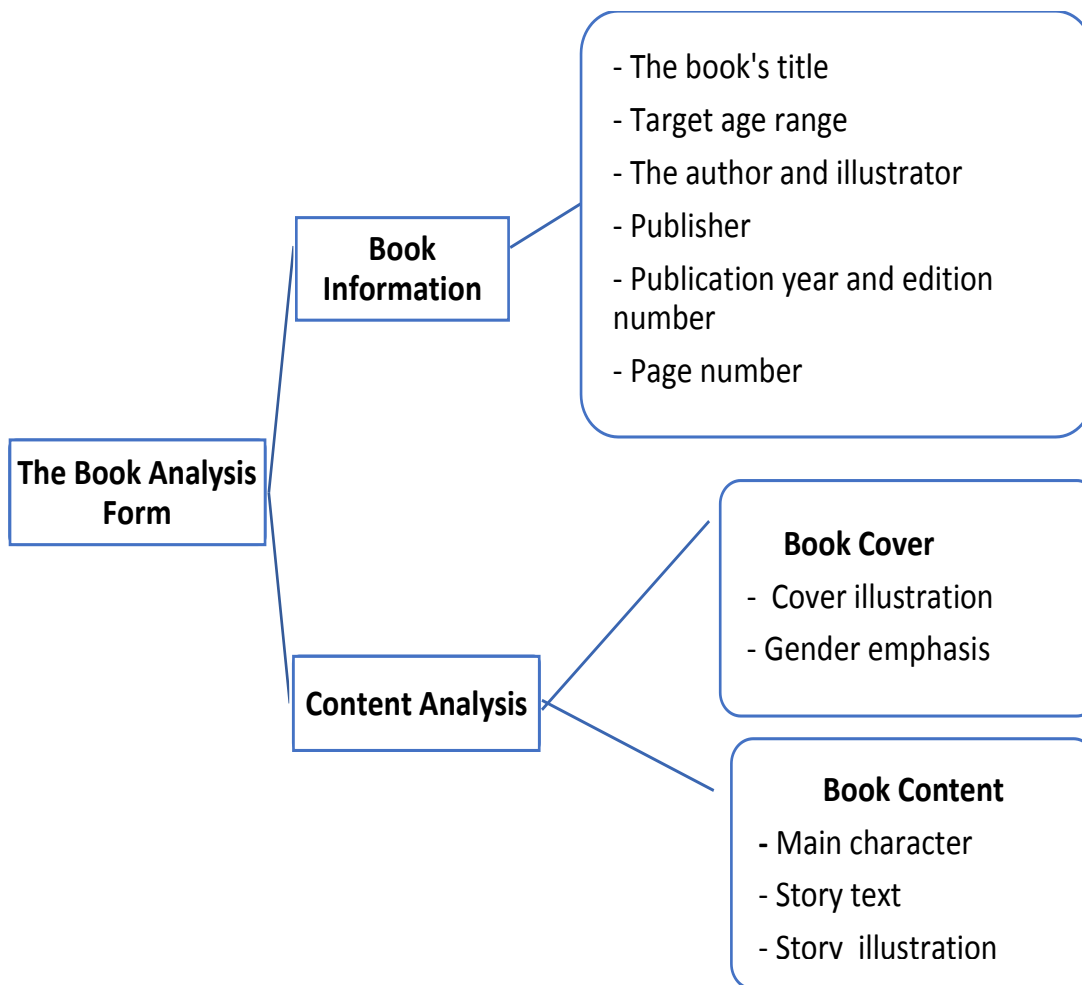 - The book's title
- Target age range
- The author and illustrator
- Publisher
- Publication year and edition
number
- Page number
Book
Information
The Book Analysis
Form
Content Analysis
Book Cover
- Cover illustration
- Gender emphasis
Book Content
- Main character
- Story text
- Story illustration